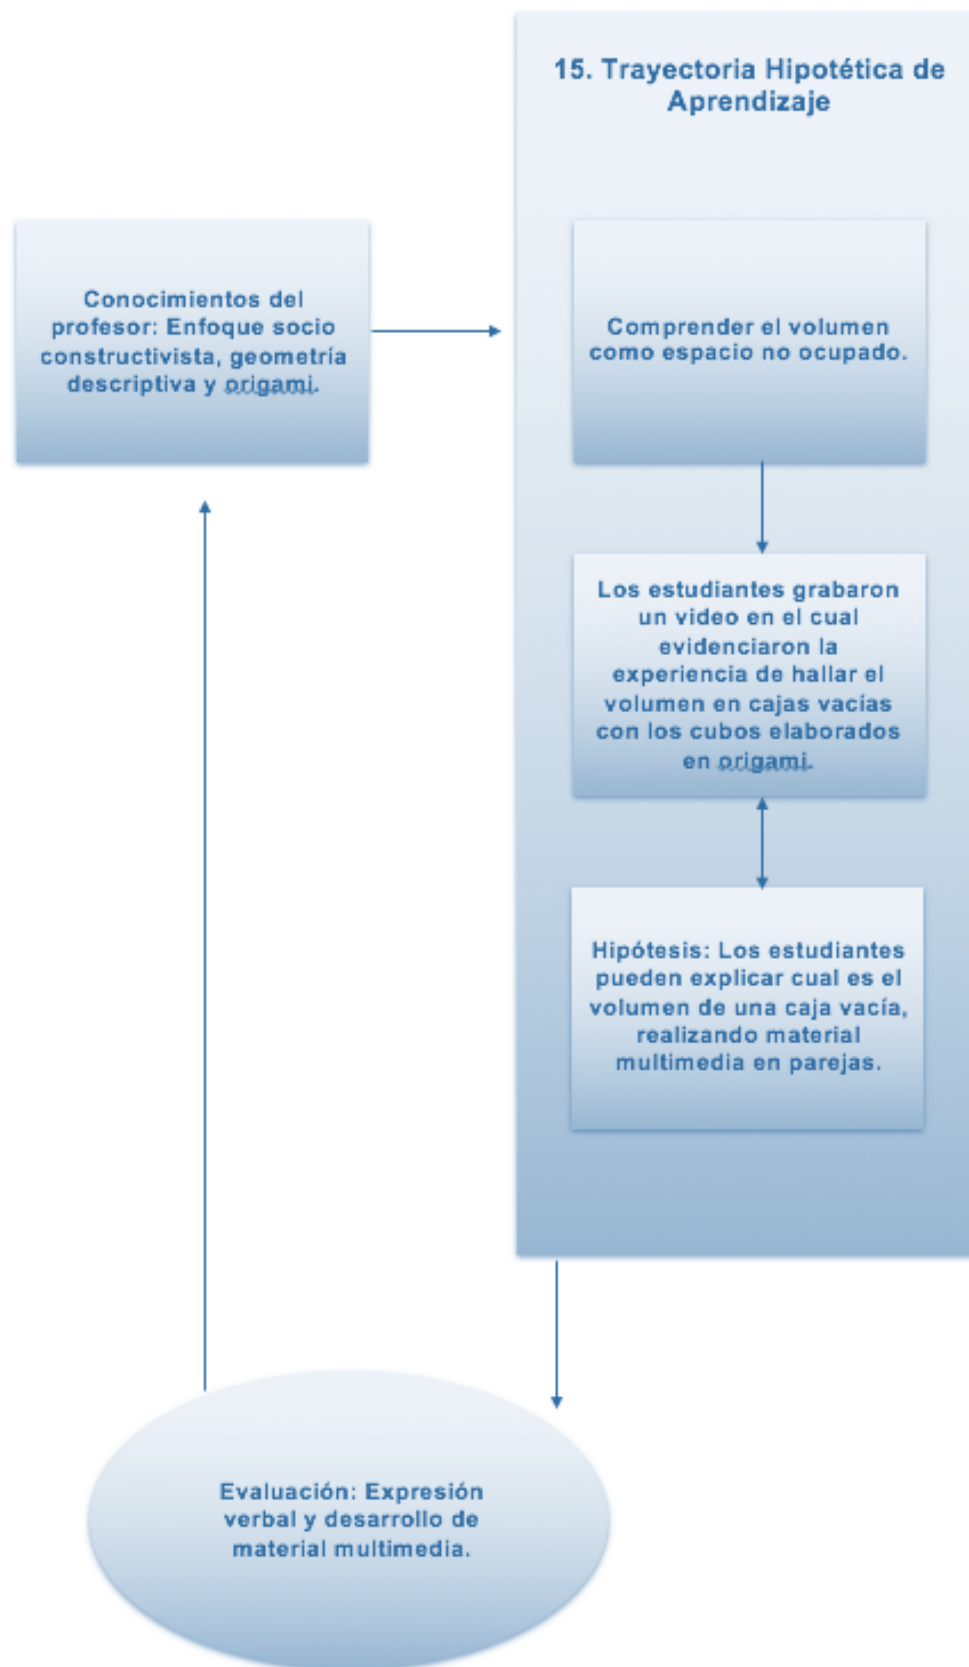 15. Trayectoria Hipotética de
Aprendizaje
Conocimientos del
profesor: Enfoque socio
constructivista, geometría
descriptiva y origami.
Comprender el volumen
como espacio no ocupado.
Los estudiantes grabaron
un video en el cual
evidenciaron la
experiencia de hallar el
volumen en cajas vacías
con los cubos elaborados
en origami.
Hipótesis: Los estudiantes
pueden explicar cual es el
volumen de una caja vacía,
realizando material
multimedia en parejas.
Evaluación: Expresión
verbal y desarrollo de
material multimedia.